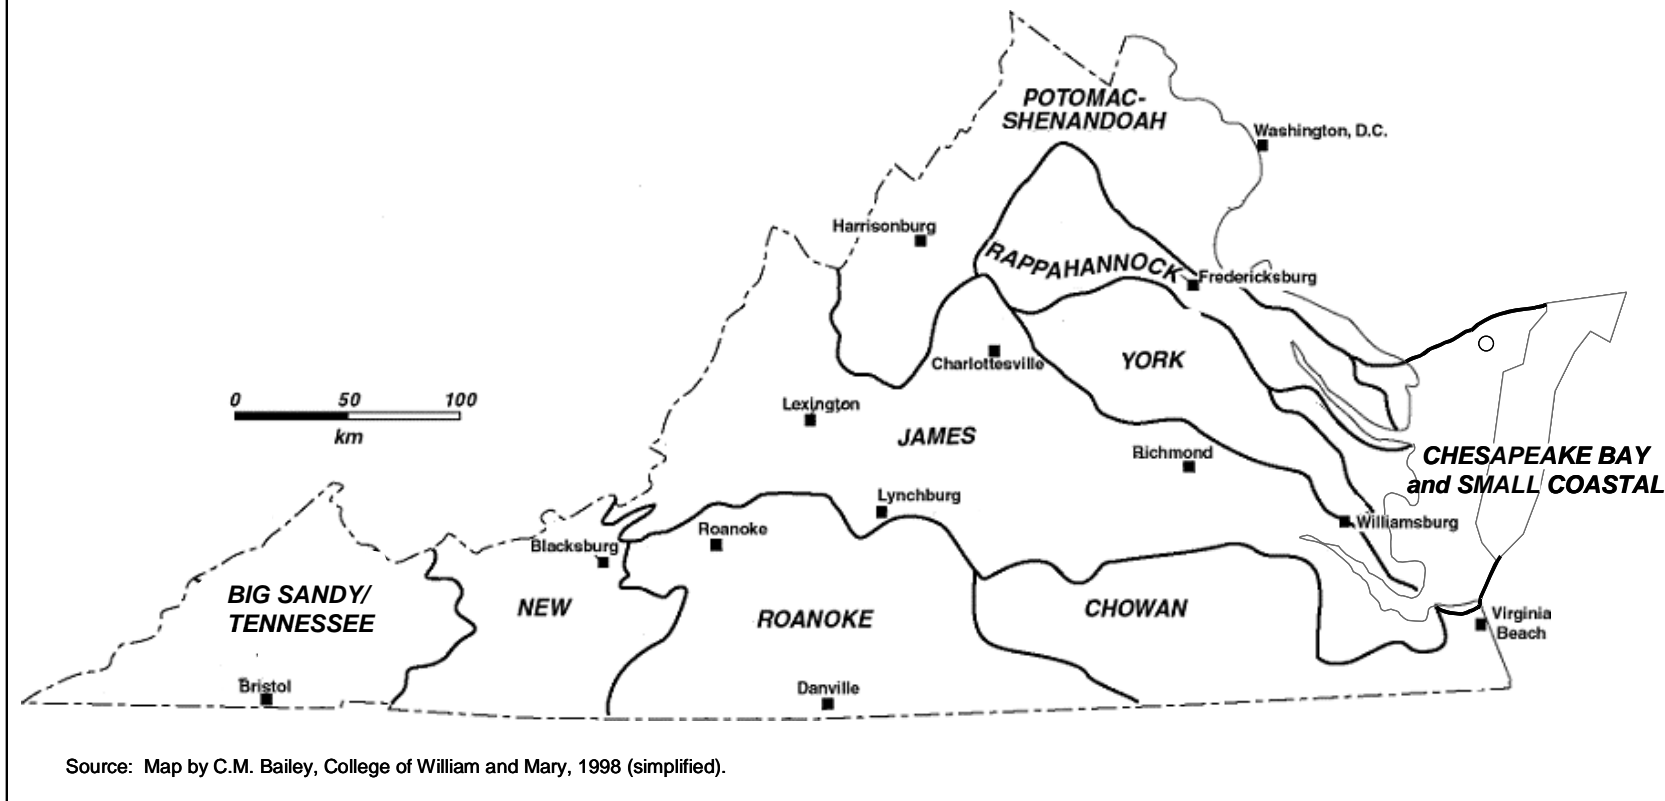 POTOMAC-
SHENANDOAH
Washington, D.C.
Harrisonburg
RAPPAHANNOCK
Fredericksburg
Charlottesville
YORK
0 50 100
km
Lexington
JAMES
Richmond
CHESAPEAKE BAY
and SMALL COASTAL
Lynchburg
Roanoke
Williamsburg
Blacksburg
BIG SANDY/
TENNESSEE
NEW
ROANOKE
CHOWAN
Virginia
Beach
Bristol
Danville
Source: Map by C.M. Bailey, College of William and Mary, 1998 (simplified).